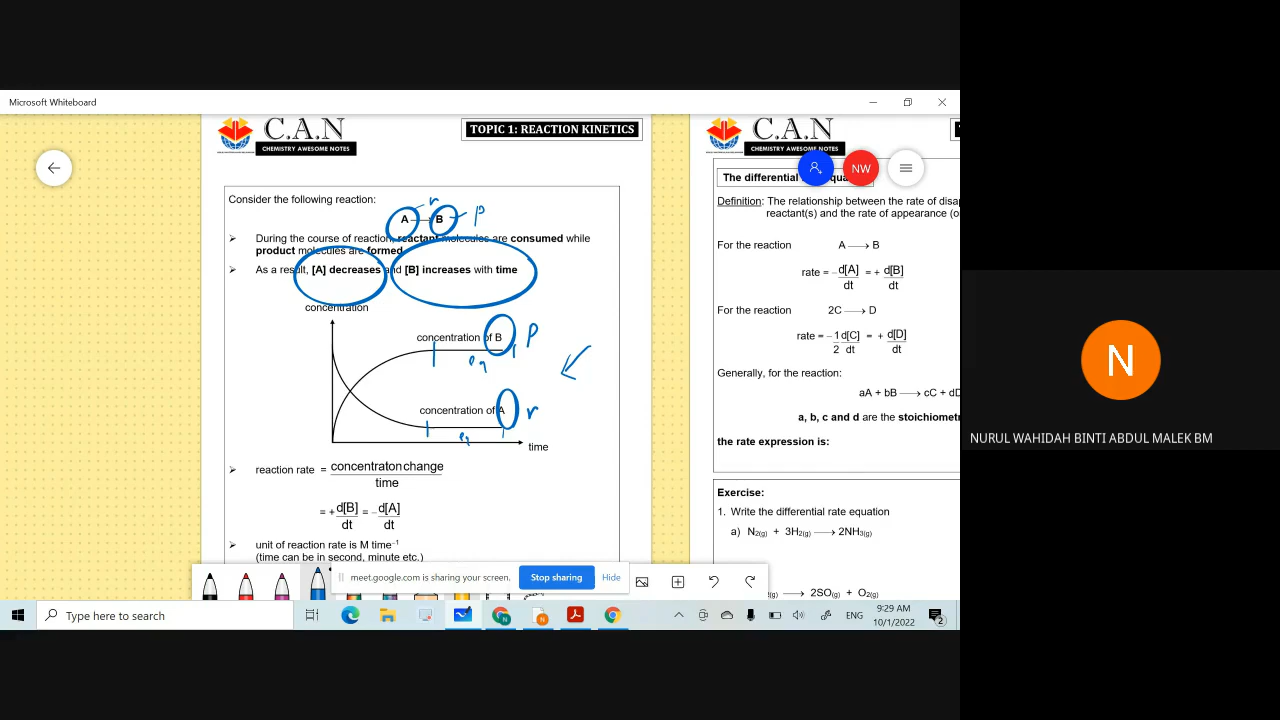 Microsoft Whiteboard
C.A.N
CHEMISTRY AWESOME NOTES
TOPIC 1: REACTION KINETICS
Consider the following reaction:
r
A → B p
➢ During the course of reaction, reactant molecules are consumed while
product molecules are formed
➢ As a result, [A] decreases and [B] increases with time
concentration
concentration of B p
eq
concentration of A r
eq
time
➢ reaction rate = concentraton change
time
= + d[B] = − d[A]
dt dt
➢ unit of reaction rate is M time⁻¹
(time can be in second, minute etc.)
C.A.N
CHEMISTRY AWESOME NOTES
NW
The differential
Definition: The relationship between the rate of
reactant(s) and the rate of appearance
For the reaction A → B
rate = − d[A] = + d[B]
dt dt
For the reaction 2C → D
rate = − 1 d[C] = + d[D]
2 dt dt
Generally, for the reaction:
aA + bB → cC +
a, b, c and d are the
the rate expression is:
Exercise:
1. Write the differential rate equation
a) N2(g) + 3H2(g) → 2NH3(g)
→ 2SO(g) + O2(g)
meet.google.com is sharing your screen.
Stop sharing
Hide
Type here to search
ENG
9:29 AM
10/1/2022
2
N
NURUL WAHIDAH BINTI ABDUL MALEK BM